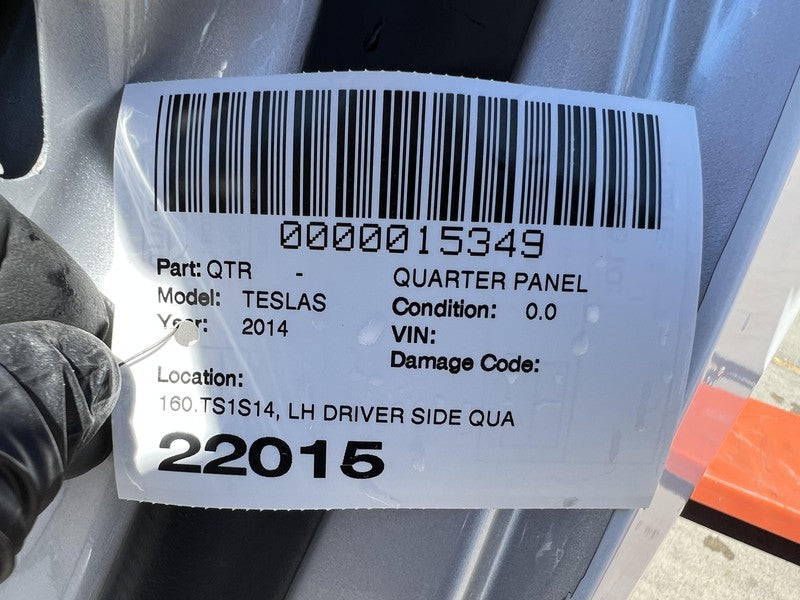 0000015349
Part: QTR - QUARTER PANEL
Model: TESLAS Condition: 0.0
Year: 2014 VIN:
Damage Code:
Location:
160.TS1S14, LH DRIVER SIDE QUA
22015